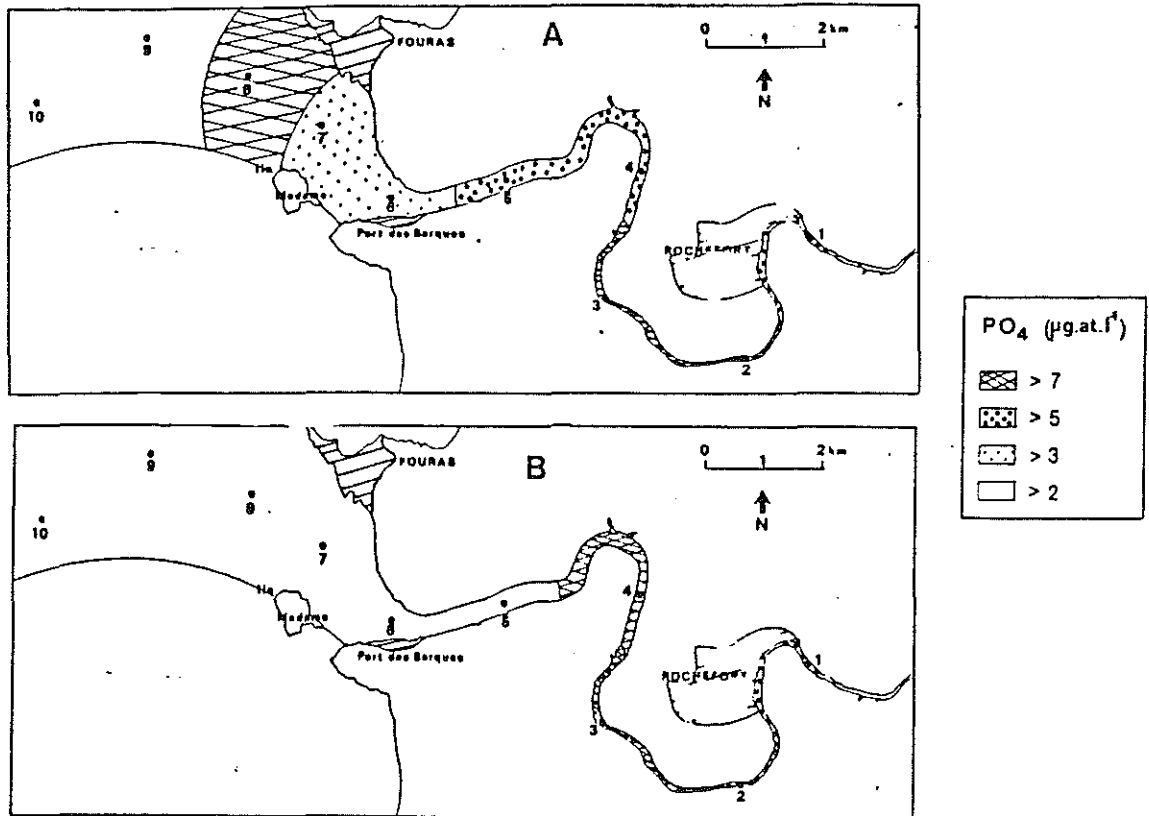 A
FOURAS
0 1 2 km
N
9
8
10
7
Ile
Madame
6
Port des Barques
5
4
ROCHEFORT
1
3
2
PO4 (µg.at.l-1)
> 7
> 5
> 3
> 2
B
FOURAS
0 1 2 km
N
9
9
10
7
Ile
Madame
6
Port des Barques
5
4
ROCHEFORT
1
3
2